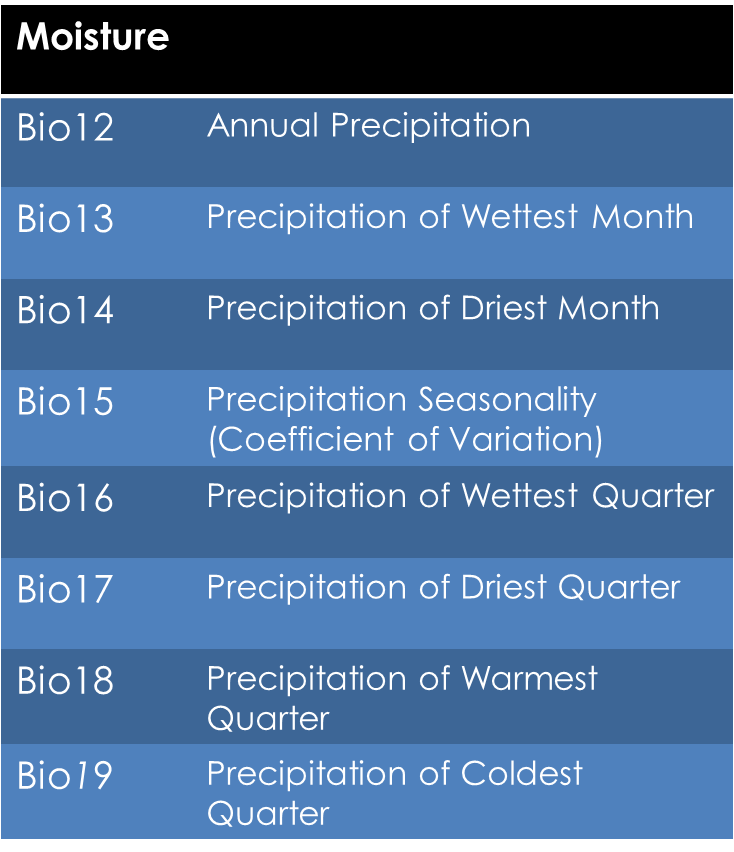 Moisture
Bio12 Annual Precipitation
Bio13 Precipitation of Wettest Month
Bio14 Precipitation of Driest Month
Bio15 Precipitation Seasonality
(Coefficient of Variation)
Bio16 Precipitation of Wettest Quarter
Bio17 Precipitation of Driest Quarter
Bio18 Precipitation of Warmest
Quarter
Bio19 Precipitation of Coldest
Quarter